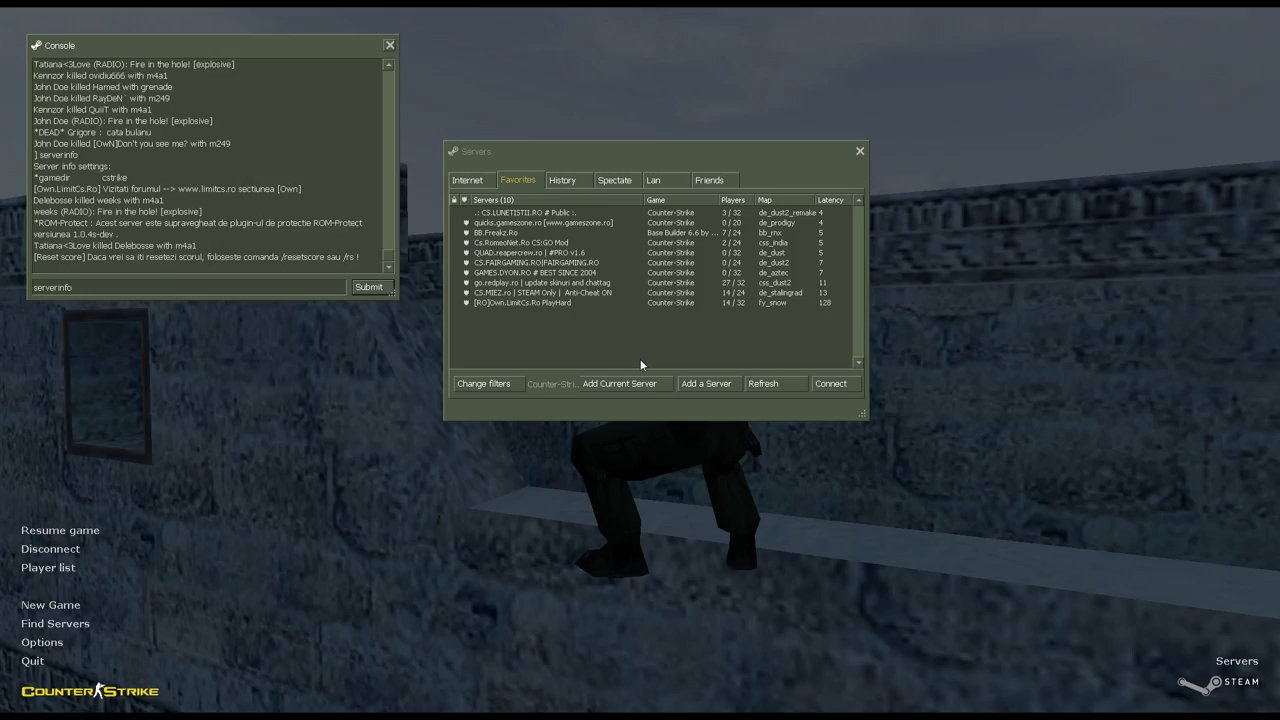 Console
Tatiana<3Love (RADIO): Fire in the hole! [explosive]
Kennzor killed ovidiu666 with m4a1
John Doe killed Hamed with grenade
John Doe killed RayDeN` with m249
Kennzor killed QuiiT with m4a1
John Doe (RADIO): Fire in the hole! [explosive]
*DEAD* Grigore : cata bulanu
John Doe killed [OwN]Don't you see me? with m249
] serverinfo
Server info settings:
*gamedir cstrike
[Own.LimitCs.Ro] Vizitati forumul --> www.limitcs.ro sectiunea [Own]
Delebosse killed weeks with m4a1
weeks (RADIO): Fire in the hole! [explosive]
*ROM-Protect : Acest server este supravegheat de plugin-ul de protectie ROM-Protect
versiunea 1.0.4s-dev .
Tatiana<3Love killed Delebosse with m4a1
[Reset score] Daca vrei sa iti resetezi scorul, foloseste comanda /resetscore sau /rs !
serverinfo Submit
Servers
Internet Favorites History Spectate Lan Friends
Servers (10) Game Players Map Latency
.: CS.LUNETISTII.RO # Public :. Counter-Strike 3 / 32 de_dust2_remake 4
quicks.gameszone.ro [www.gameszone.ro] Counter-Strike 0 / 20 de_prodigy 4
BB.Freakz.Ro Base Builder 6.6 by ... 7 / 24 bb_rnx 5
Cs.RomeoNet.Ro CS:GO Mod Counter-Strike 2 / 24 css_india 5
QUAD.reapercrew.ro | #PRO v1.6 Counter-Strike 0 / 32 de_dust 5
CS.FAIRGAMING.RO|FAIRGAMING.RO Counter-Strike 0 / 24 de_dust2 7
GAMES.DYON.RO # BEST SINCE 2004 Counter-Strike 0 / 32 de_aztec 7
go.redplay.ro | update skinuri and chattag Counter-Strike 27 / 32 css_dust2 11
CS.MIEZ.ro | STEAM Only | Anti-Cheat ON Counter-Strike 14 / 24 de_stalingrad 13
[RO]Own.LimitCs.Ro PlayHard Counter-Strike 14 / 32 fy_snow 128
Change filters Counter-Stri... Add Current Server Add a Server Refresh Connect
Resume game
Disconnect
Player list
New Game
Find Servers
Options
Quit
COUNTER STRIKE
Servers
STEAM